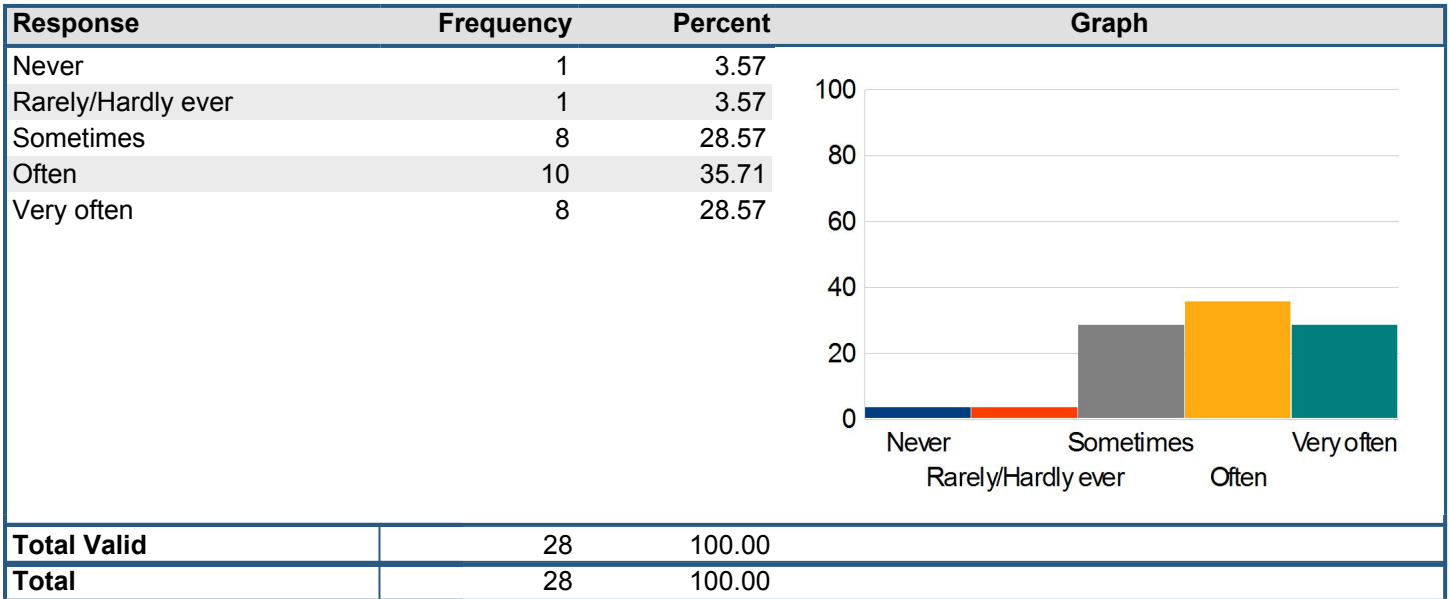 Response Frequency Percent Graph
Never 1 3.57
Rarely/Hardly ever 1 3.57
Sometimes 8 28.57
Often 10 35.71
Very often 8 28.57
100
80
60
40
20
0
Never Sometimes Very often
Rarely/Hardly ever Often
Total Valid 28 100.00
Total 28 100.00